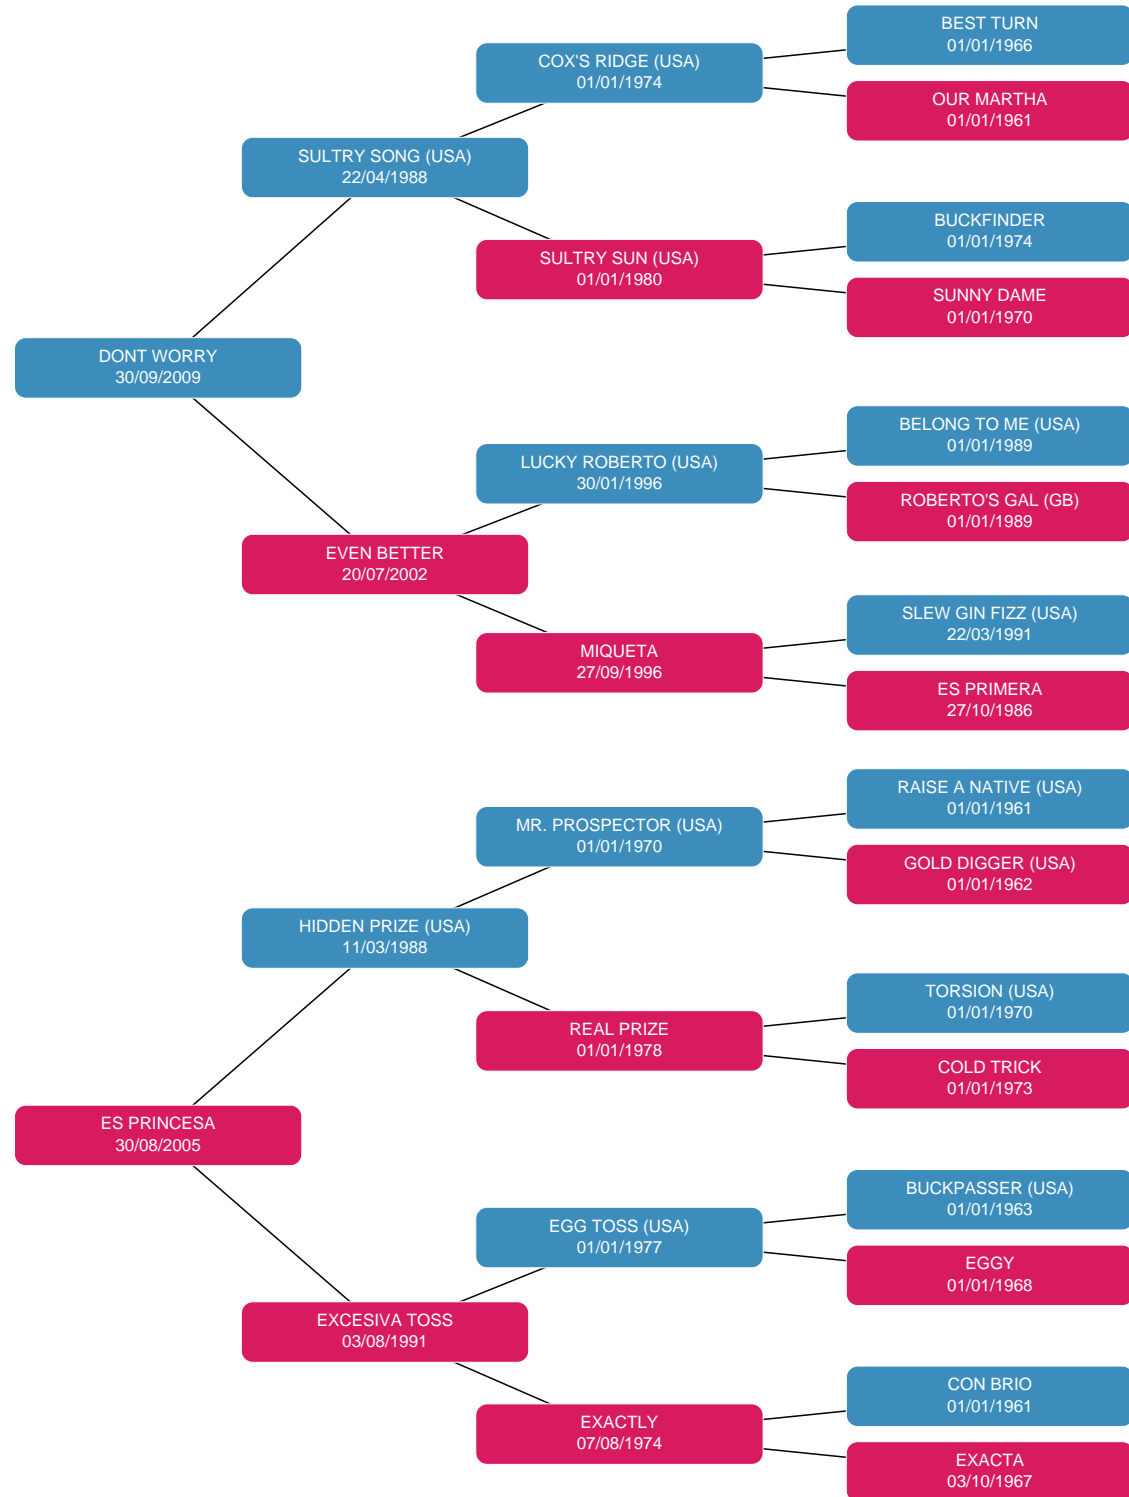 BEST TURN
01/01/1966
COX'S RIDGE (USA)
01/01/1974
OUR MARTHA
01/01/1961
SULTRY SONG (USA)
22/04/1988
BUCKFINDER
01/01/1974
SULTRY SUN (USA)
01/01/1980
SUNNY DAME
01/01/1970
DONT WORRY
30/09/2009
BELONG TO ME (USA)
01/01/1989
LUCKY ROBERTO (USA)
30/01/1996
ROBERTO'S GAL (GB)
01/01/1989
EVEN BETTER
20/07/2002
SLEW GIN FIZZ (USA)
22/03/1991
MIQUETA
27/09/1996
ES PRIMERA
27/10/1986
RAISE A NATIVE (USA)
01/01/1961
MR. PROSPECTOR (USA)
01/01/1970
GOLD DIGGER (USA)
01/01/1962
HIDDEN PRIZE (USA)
11/03/1988
TORSION (USA)
01/01/1970
REAL PRIZE
01/01/1978
COLD TRICK
01/01/1973
ES PRINCESA
30/08/2005
BUCKPASSER (USA)
01/01/1963
EGG TOSS (USA)
01/01/1977
EGGY
01/01/1968
EXCESIVA TOSS
03/08/1991
CON BRIO
01/01/1961
EXACTLY
07/08/1974
EXACTA
03/10/1967